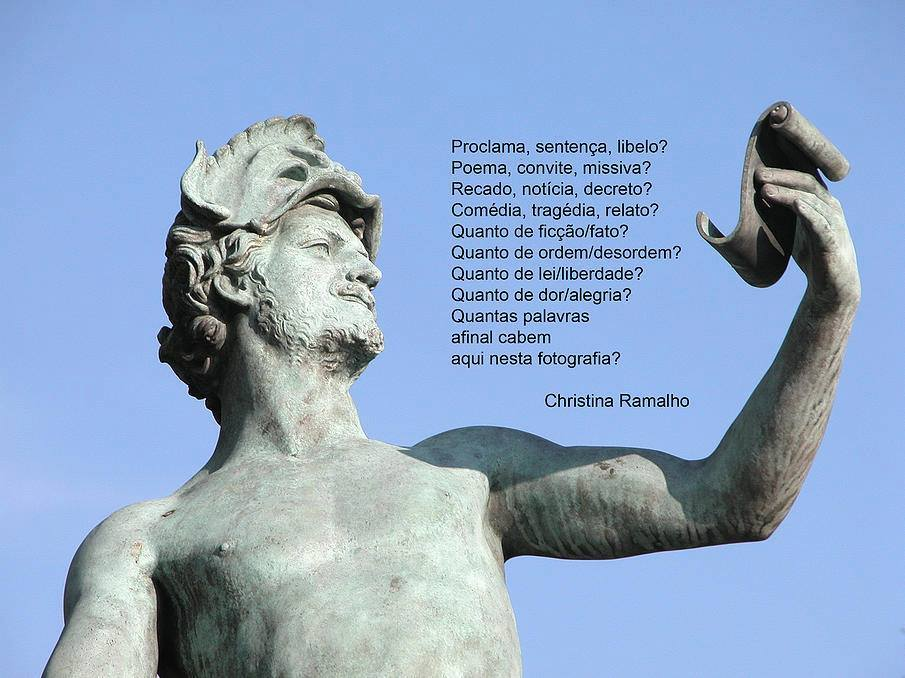 Proclama, sentença, libelo?
Poema, convite, missiva?
Recado, notícia, decreto?
Comédia, tragédia, relato?
Quanto de ficção/fato?
Quanto de ordem/desordem?
Quanto de lei/liberdade?
Quanto de dor/alegria?
Quantas palavras
afinal cabem
aqui nesta fotografia?
Christina Ramalho